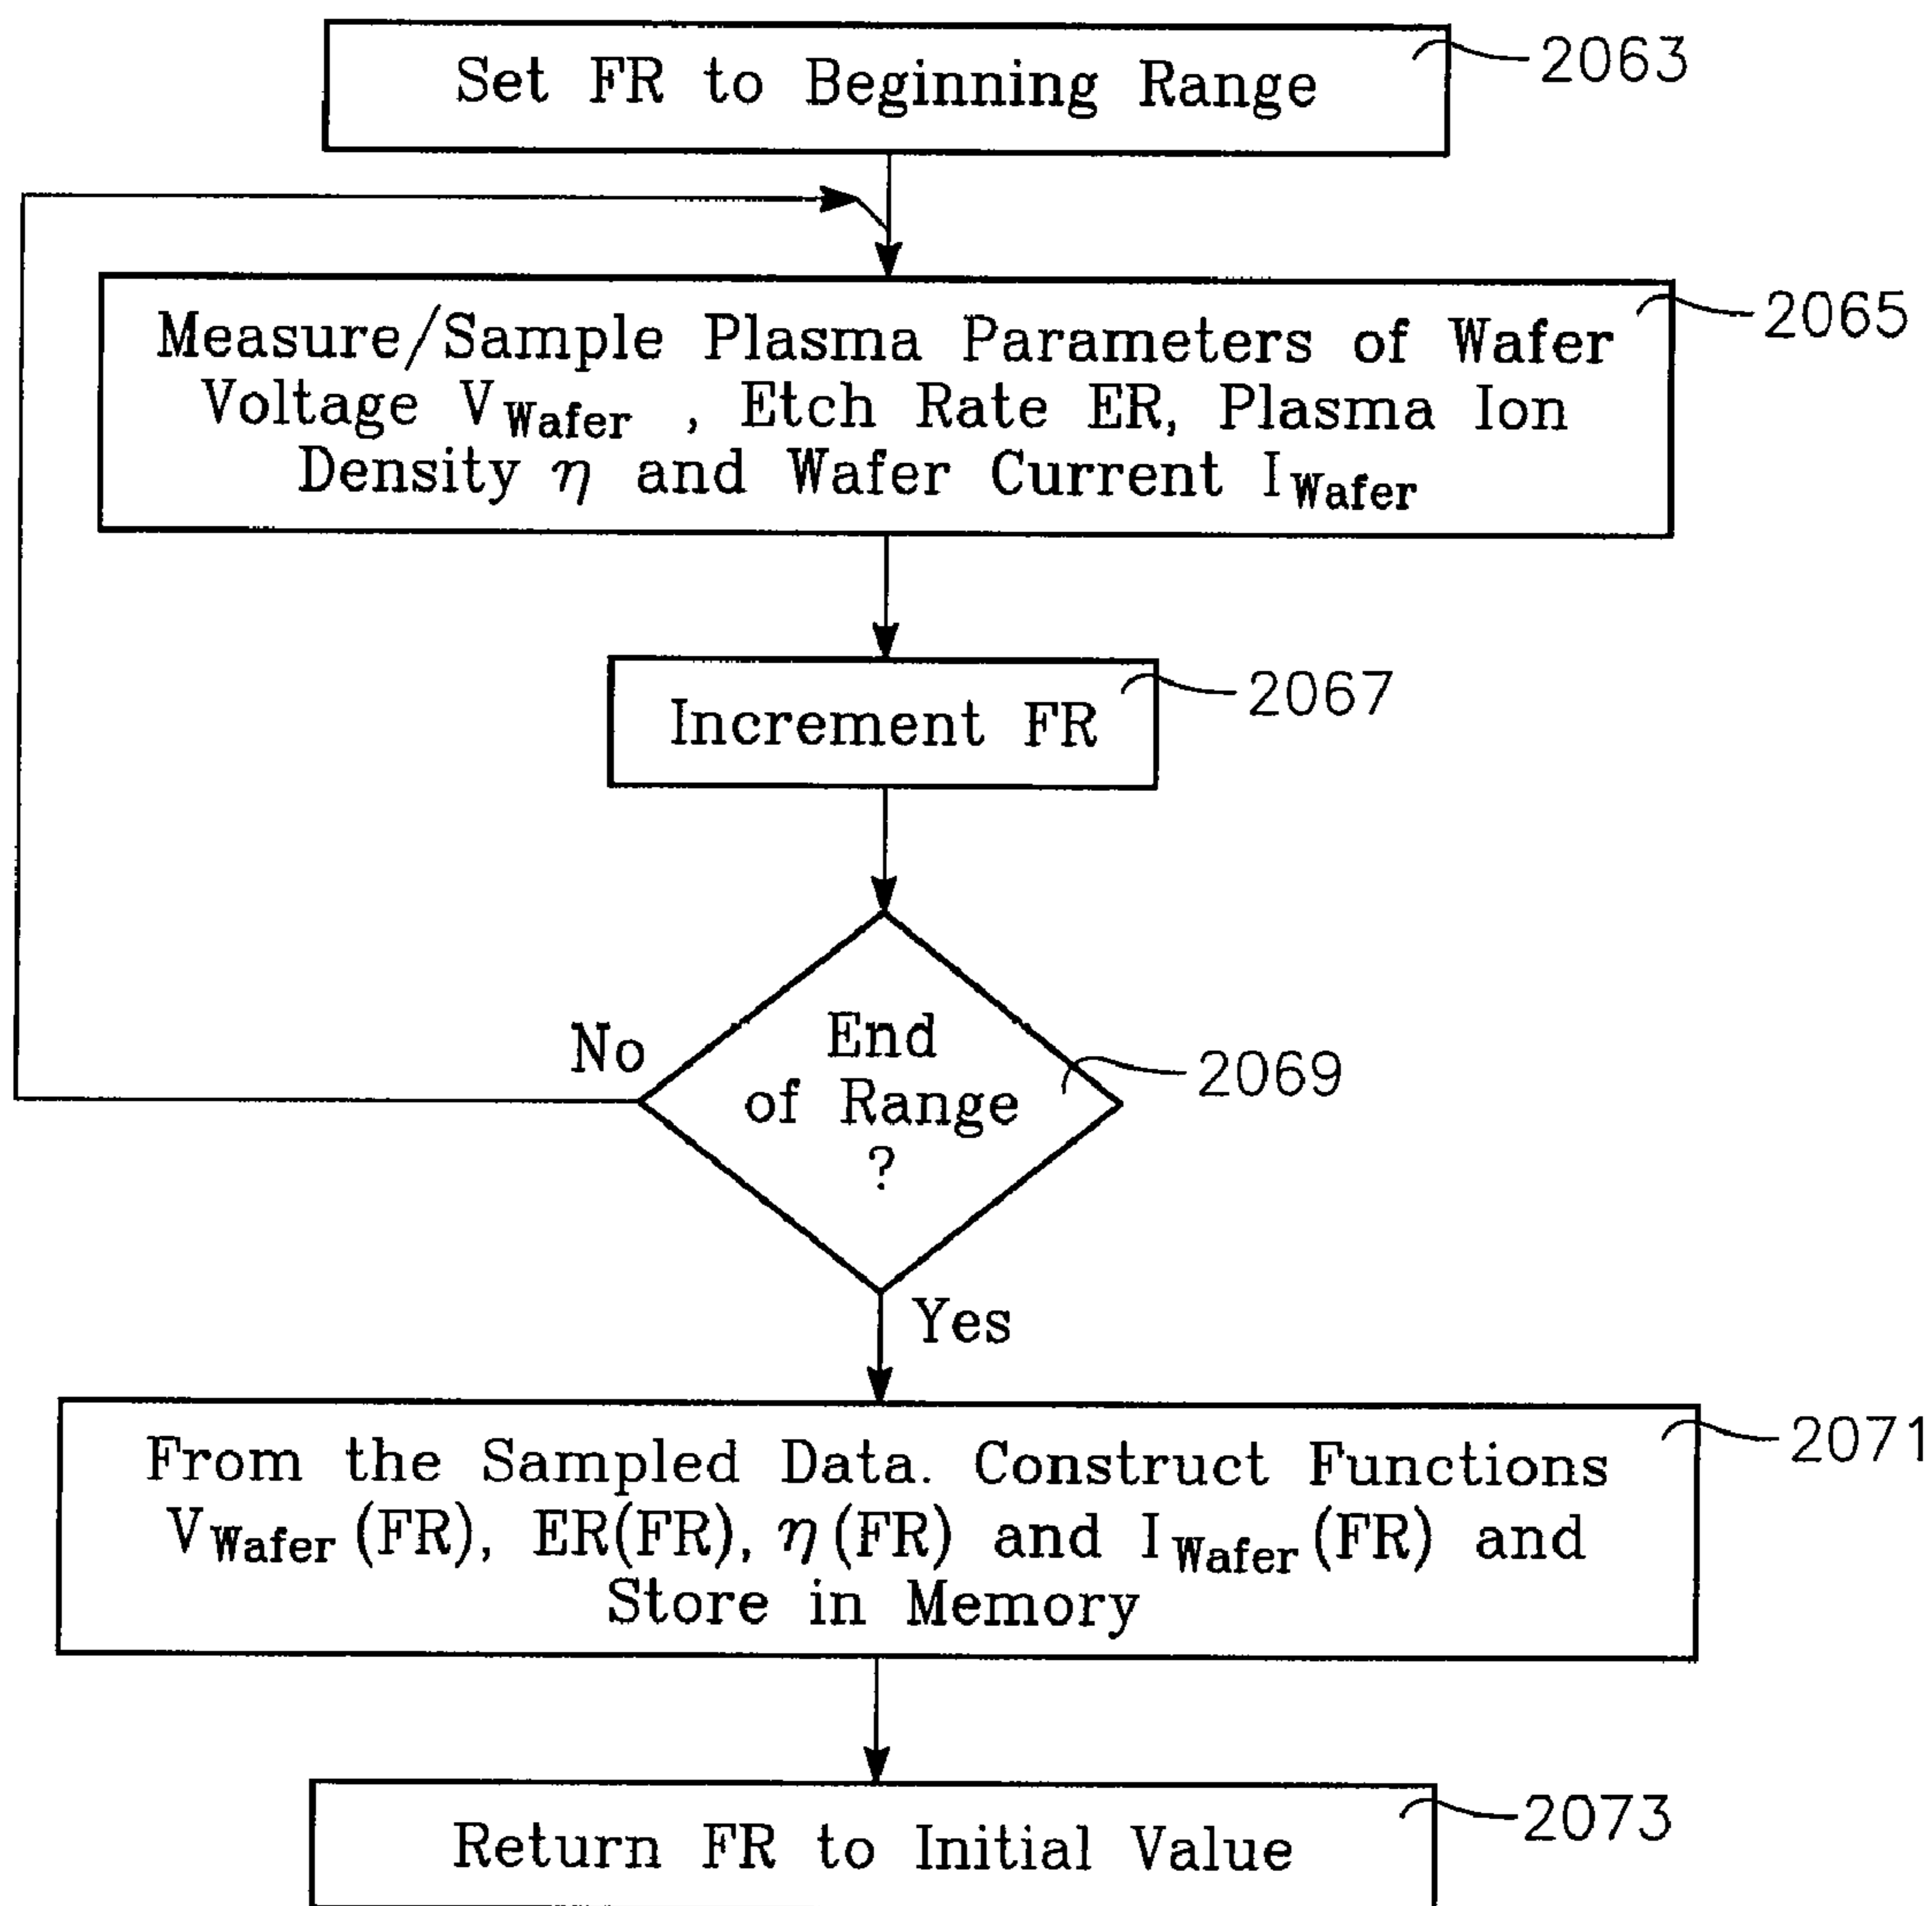 Set FR to Beginning Range
2063
Measure/Sample Plasma Parameters of Wafer
Voltage VWafer , Etch Rate ER, Plasma Ion
Density η and Wafer Current IWafer
2065
Increment FR
2067
End
of Range
?
2069
No
Yes
From the Sampled Data. Construct Functions
VWafer (FR), ER(FR), η (FR) and IWafer (FR) and
Store in Memory
2071
Return FR to Initial Value
2073